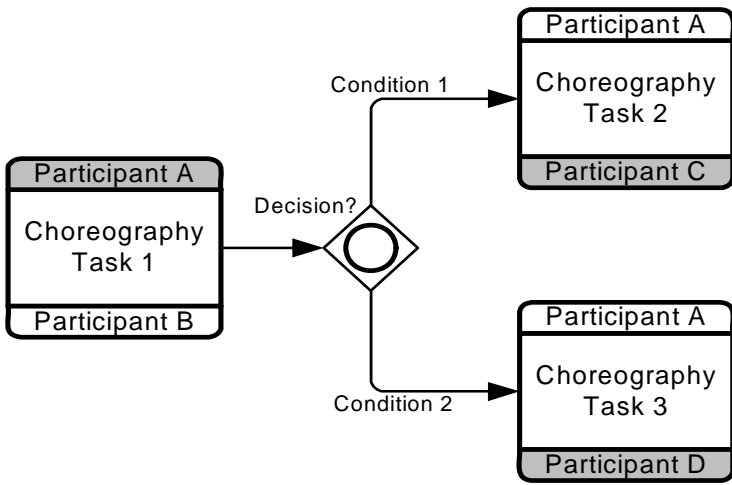 Participant A
Choreography
Task 1
Participant B
Decision?
Condition 1
Participant A
Choreography
Task 2
Participant C
Condition 2
Participant A
Choreography
Task 3
Participant D